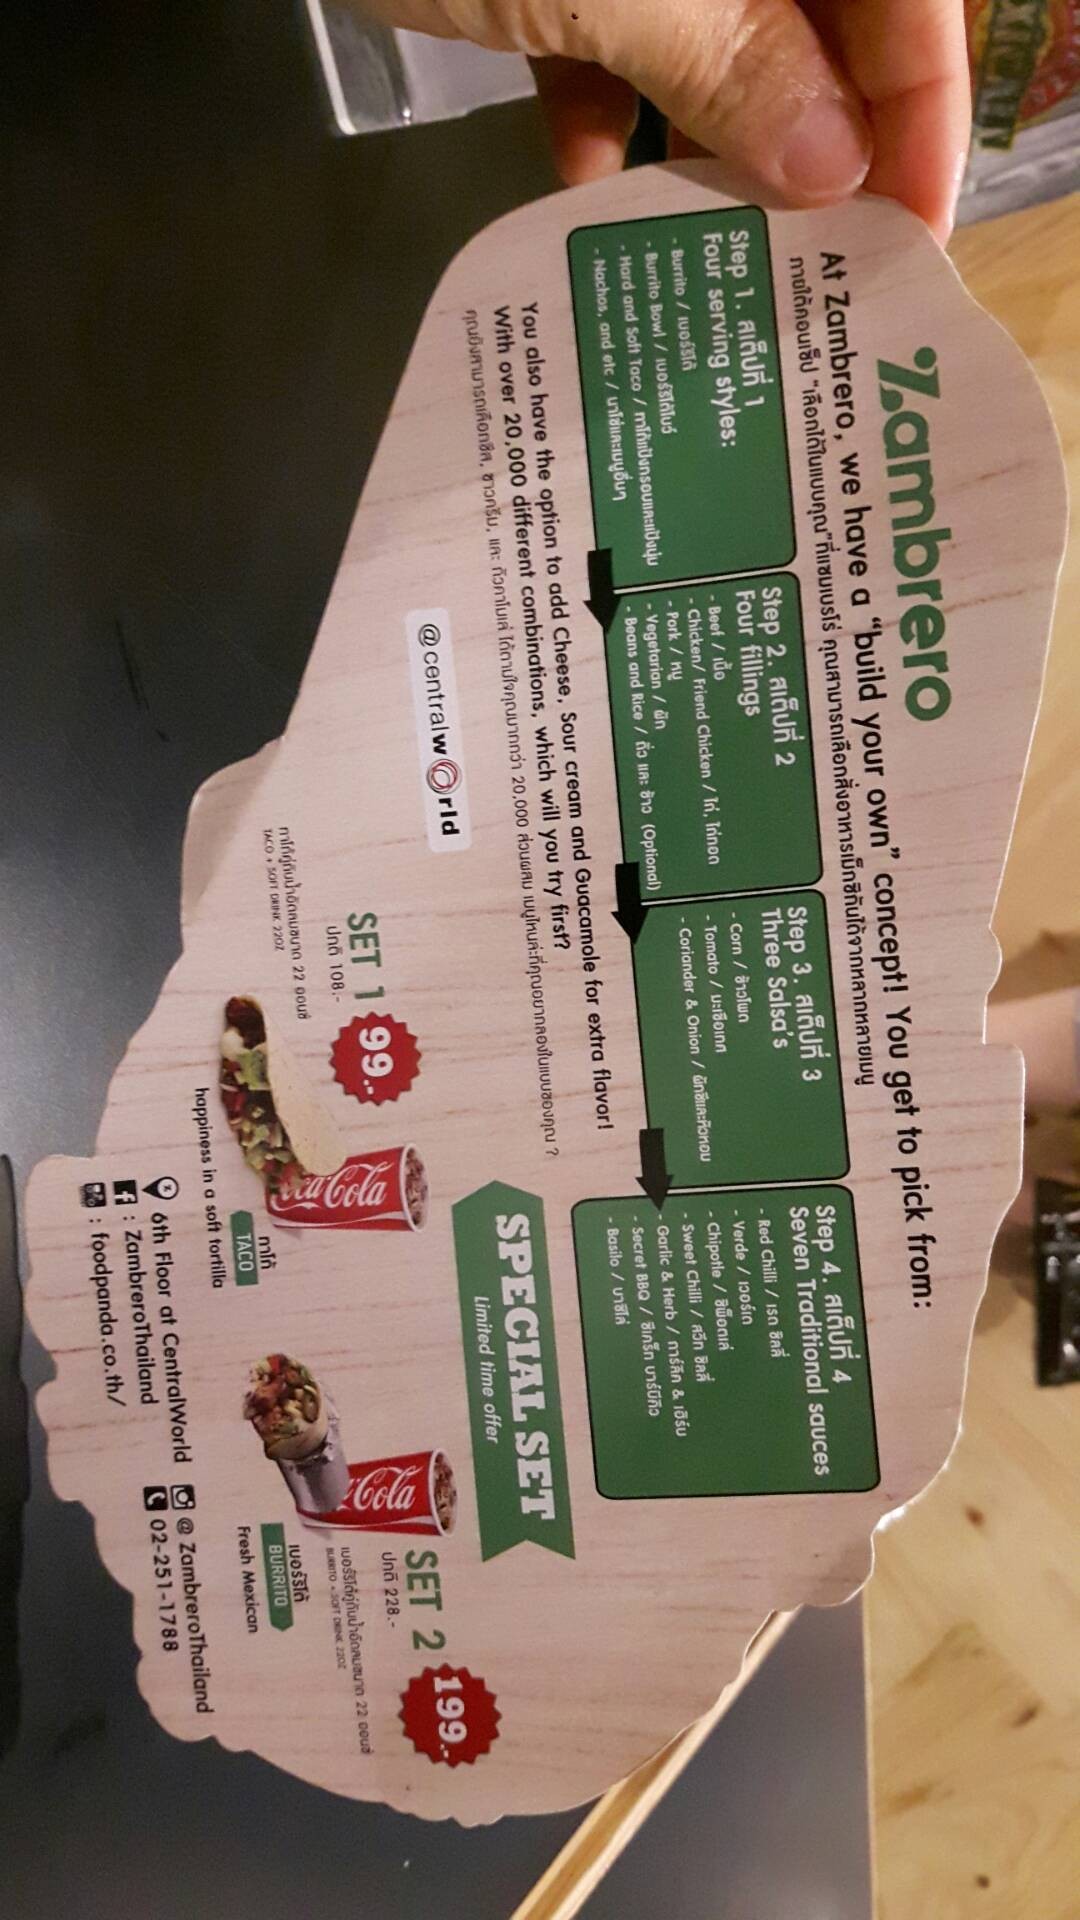 Zambrero
At Zambrero, we have a “build your own” concept! You get to pick from:
ภายใต้คอนเซ็ป “เลือกได้ในแบบคุณ”ที่แซมเบรโร่ คุณสามารถเลือกสั่งอาหารเม็กซิกันได้จากหลากหลายเมนู
Step 1. สเต็ปที่ 1
Four serving styles:
- Burrito / เบอร์ริโต้
- Burrito Bowl / เบอร์ริโต้โบว์
- Hard and Soft Taco / ทาโก้แป้งกรอบและแป้งนุ่ม
- Nachos, and etc / นาโช่และเมนูอื่นๆ
Step 2. สเต็ปที่ 2
Four fillings
- Beef / เนื้อ
- Chicken/ Friend Chicken / ไก่, ไก่ทอด
- Pork / หมู
- Vegetarian / ผัก
- Beans and Rice / ถั่ว และ ข้าว (Optional)
Step 3. สเต็ปที่ 3
Three Salsa's
- Corn / ข้าวโพด
- Tomato / มะเขือเทศ
- Coriander & Onion / ผักชีและหัวหอม
Step 4. สเต็ปที่ 4
Seven Traditional sauces
- Red Chilli / เรด ชิลลี่
- Verde / เวอร์เด
- Chipotle / ชิพ็อตเล่
- Sweet Chilli / สวีท ชิลลี่
- Garlic & Herb / การ์ลิค & เฮิร์บ
- Secret BBQ / ซีเคร็ท บาร์บีคิว
- Basilo / บาซิโล่
You also have the option to add Cheese, Sour cream and Guacamole for extra flavor!
With over 20,000 different combinations, which will you try first?
คุณยังสามารถเลือกชีส, ซาวครีม, และ กัวคาโมเล่ ได้ตามใจคุณมากกว่า 20,000 ส่วนผสม เมนูไหนล่ะที่คุณอยากลองในแบบของคุณ ?
@centralwOrld
SPECIAL SET
Limited time offer
SET 1
99.-
ปกติ 108.-
ทาโก้คู่กับน้ำอัดลมขนาด 22 ออนซ์
TACO + SOFT DRINK 22OZ
Coca-Cola
ทาโก้
TACO
happiness in a soft tortilla
SET 2
199.-
ปกติ 228.-
เบอร์ริโต้คู่กับน้ำอัดลมขนาด 22 ออนซ์
BURRITO + SOFT DRINK 22OZ
Cola
เบอร์ริโต้
BURRITO
Fresh Mexican
6th Floor at CentralWorld
@ ZambreroThailand
: ZambreroThailand
02-251-1788
: foodpanda.co.th/